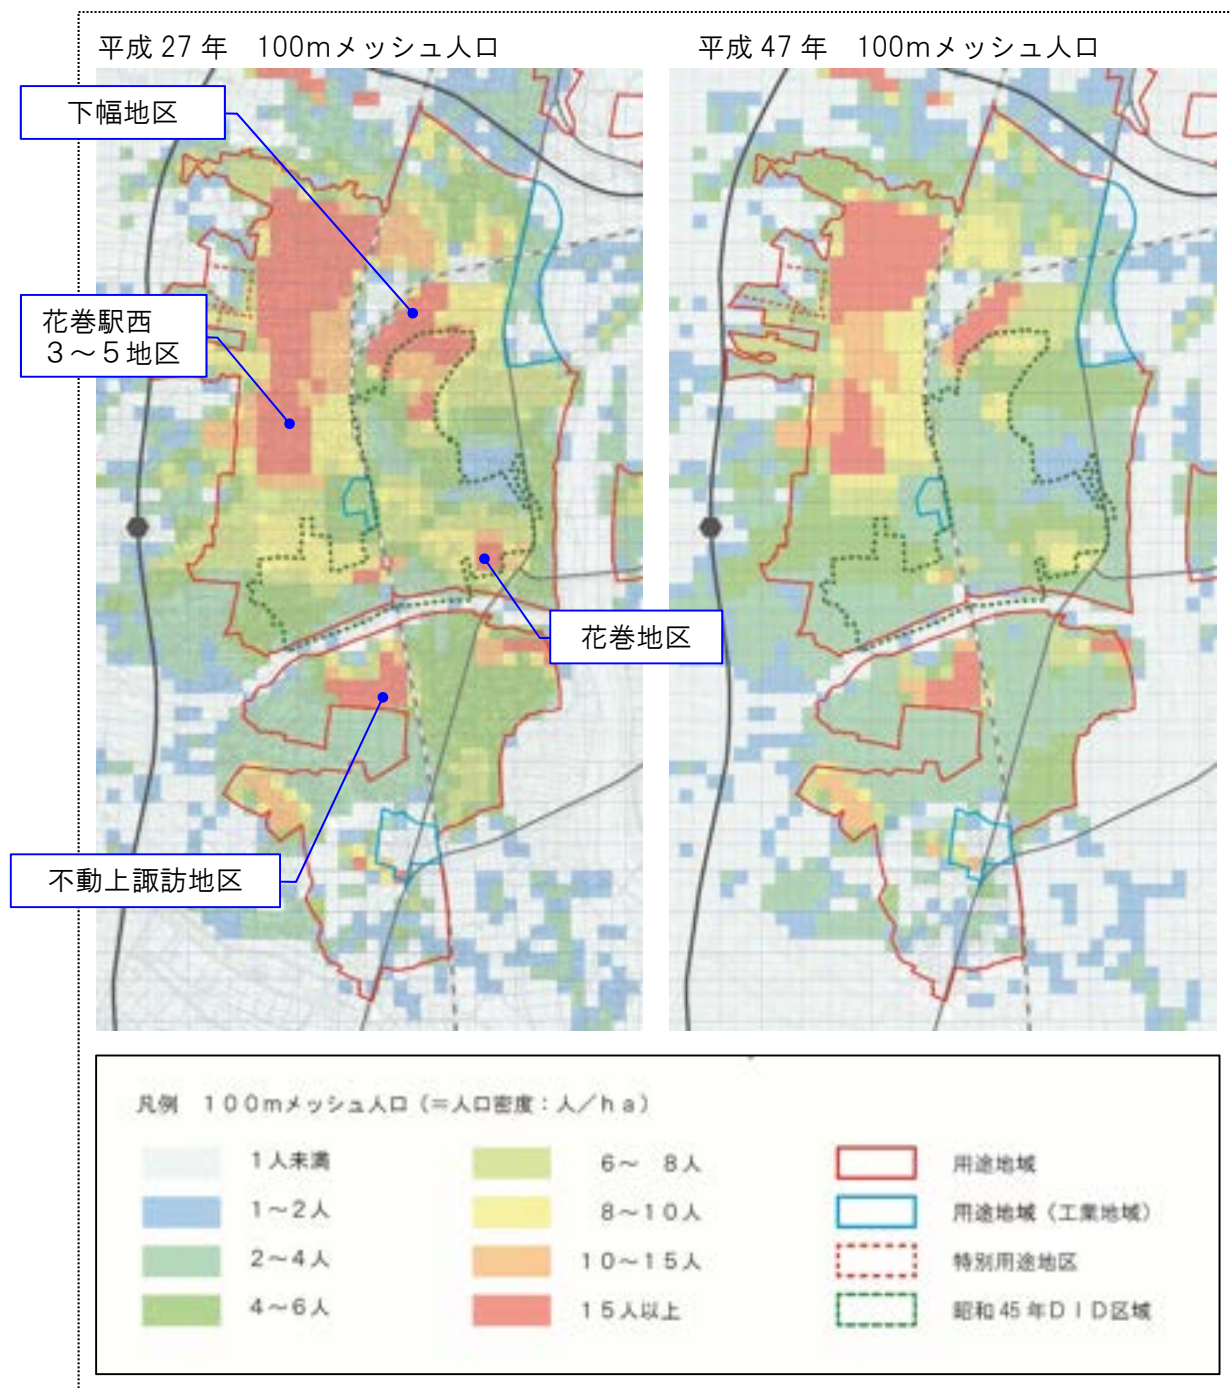 平成 27 年　100mメッシュ人口
平成 47 年　100mメッシュ人口
下幅地区
花巻駅西
３～５地区
花巻地区
不動上諏訪地区
凡例　１００mメッシュ人口（＝人口密度：人／ｈａ）
１人未満
１～２人
２～４人
４～６人
６～　８人
８～１０人
１０～１５人
１５人以上
用途地域
用途地域（工業地域）
特別用途地区
昭和 45 年ＤＩＤ区域